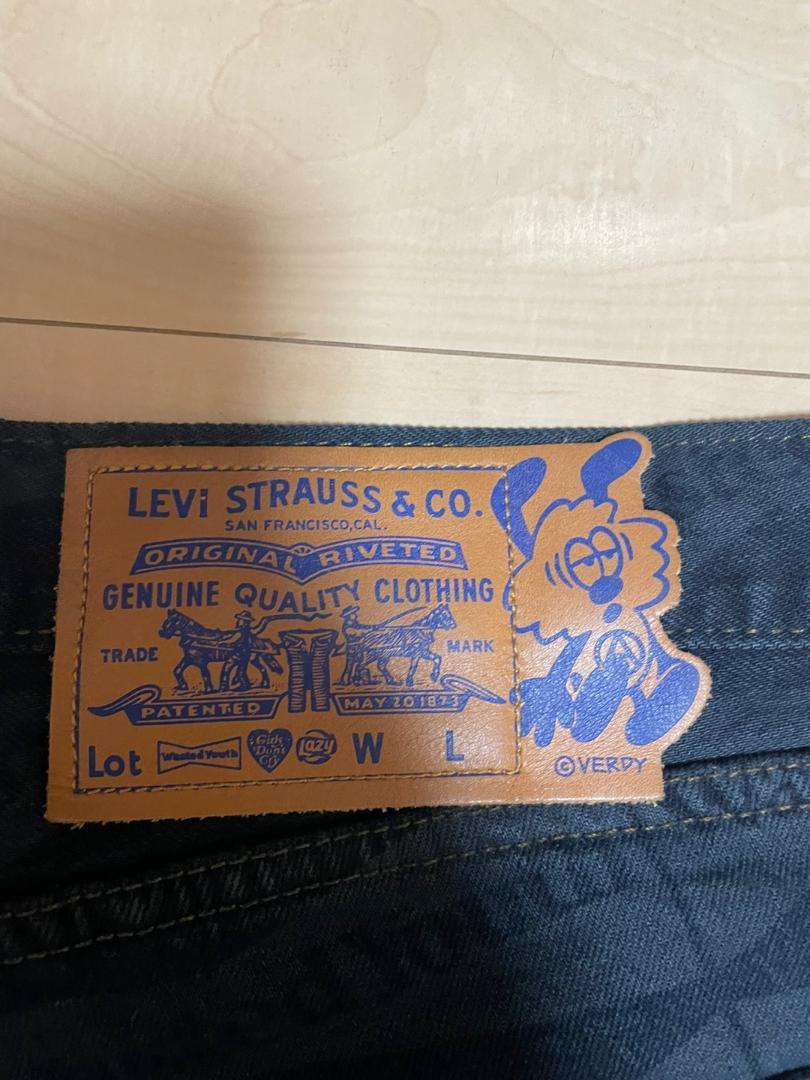 LEVI STRAUSS & CO.
SAN FRANCISCO, CAL.
ORIGINAL RIVETED
GENUINE QUALITY CLOTHING
TRADE MARK
PATENTED MAY 20 1873
Lot Wasted Youth Girls Don't Cry Lazy W L
A
©VERDY